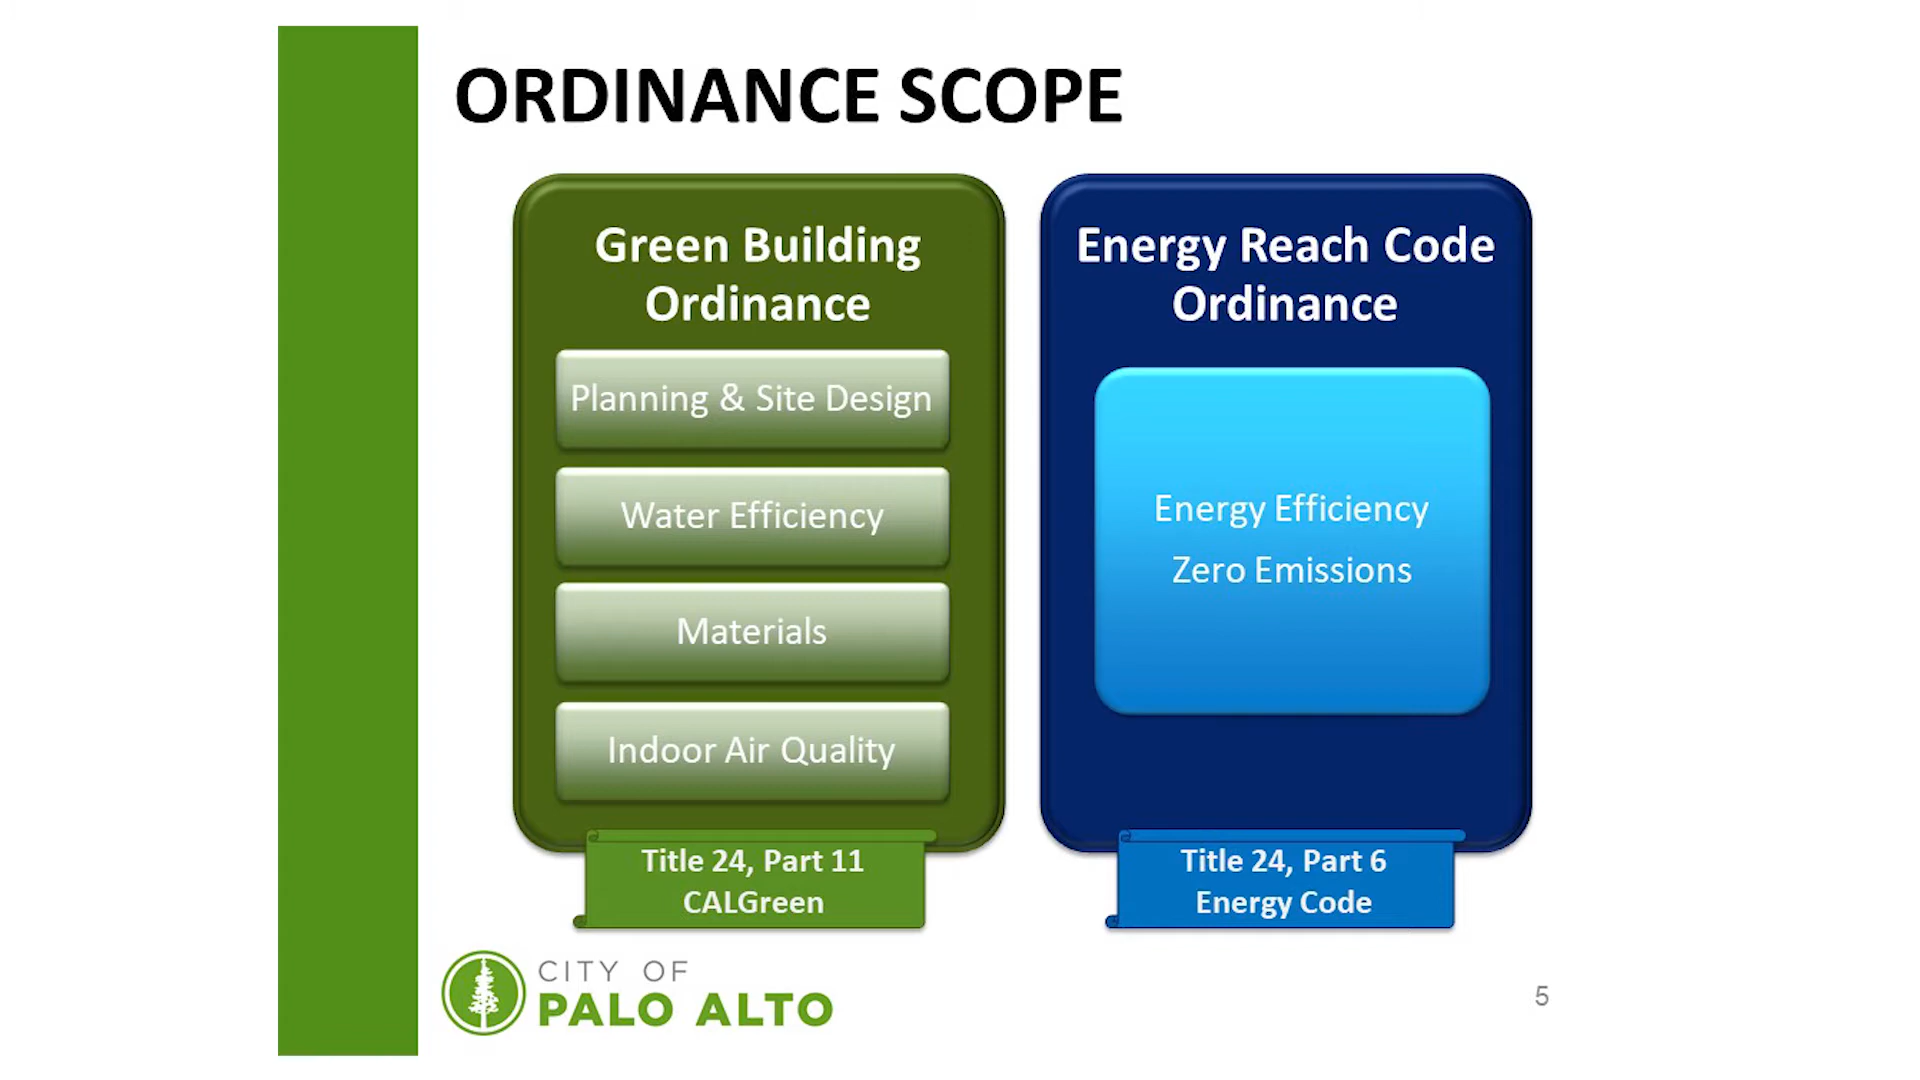 ORDINANCE SCOPE
Green Building
Ordinance
Planning & Site Design
Water Efficiency
Materials
Indoor Air Quality
Title 24, Part 11
CALGreen
Energy Reach Code
Ordinance
Energy Efficiency
Zero Emissions
Title 24, Part 6
Energy Code
CITY OF
PALO ALTO
5